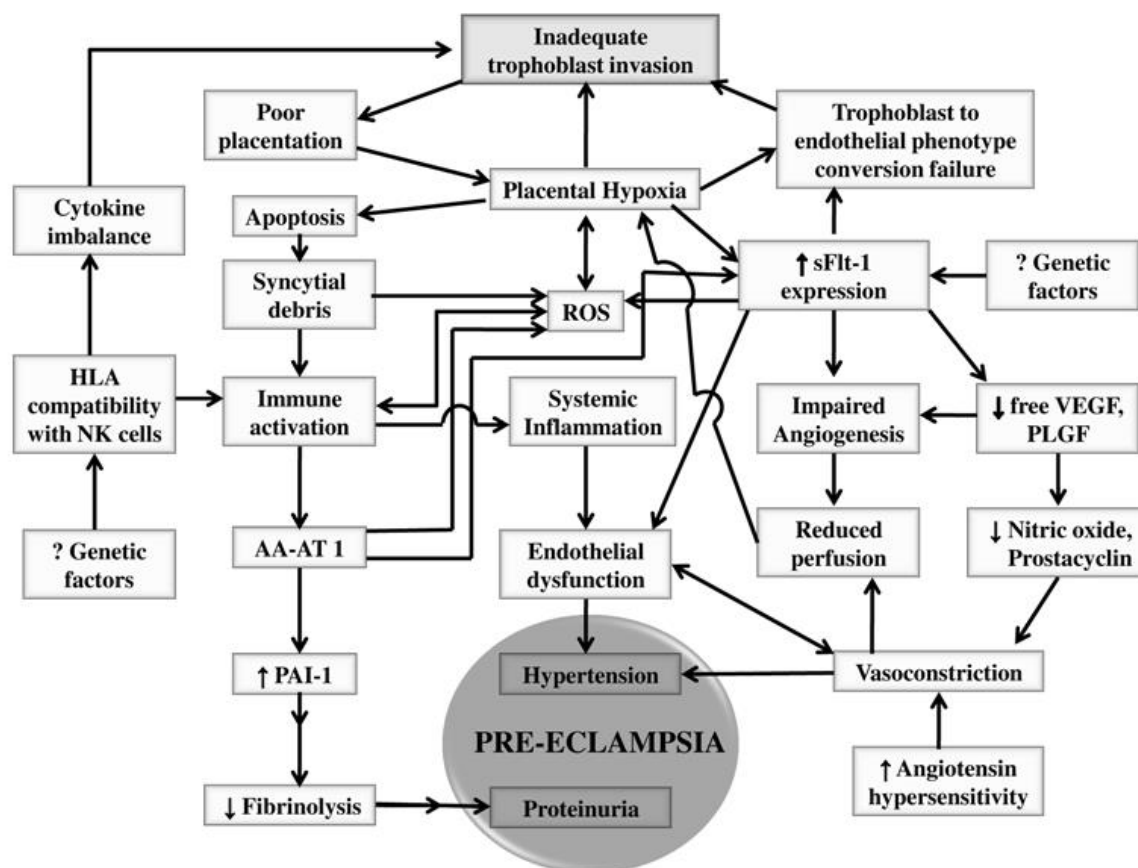 Inadequate
trophoblast invasion
Poor
placentation
Trophoblast to
endothelial phenotype
conversion failure
Placental Hypoxia
Cytokine
imbalance
Apoptosis
Syncytial
debris
ROS
↑ sFlt-1
expression
? Genetic
factors
HLA
compatibility
with NK cells
Immune
activation
Systemic
Inflammation
Impaired
Angiogenesis
↓ free VEGF,
PLGF
? Genetic
factors
AA-AT 1
Endothelial
dysfunction
Reduced
perfusion
↓ Nitric oxide,
Prostacyclin
↑ PAI-1
Hypertension
Vasoconstriction
PRE-ECLAMPSIA
↑ Angiotensin
hypersensitivity
↓ Fibrinolysis
Proteinuria